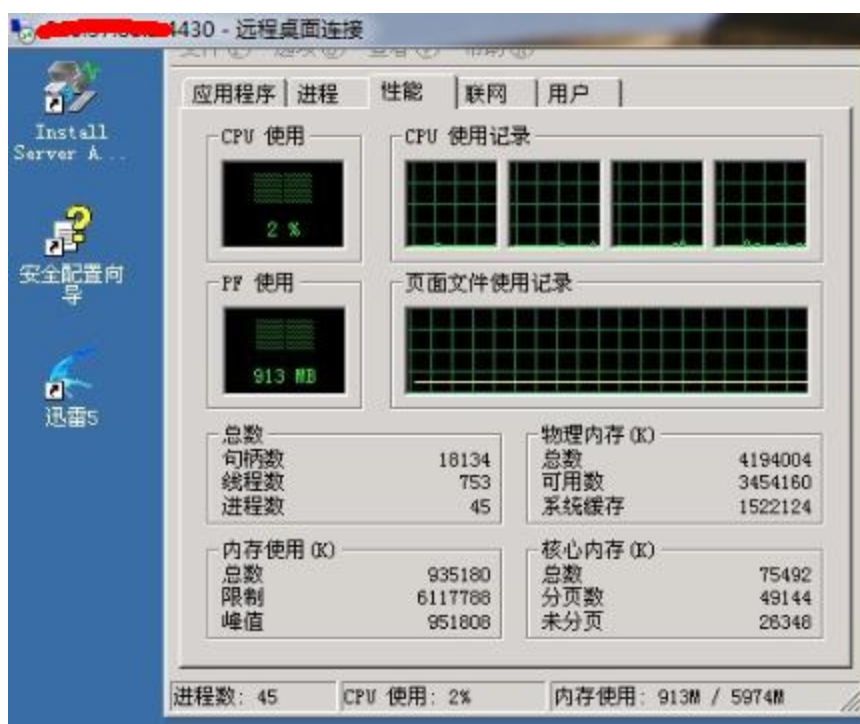 4430 - 远程桌面连接
Install
Server A...
安全配置向
导
迅雷5
应用程序 进程 性能 联网 用户
CPU 使用 CPU 使用记录
2 %
PF 使用 页面文件使用记录
913 MB
总数
句柄数 18134
线程数 753
进程数 45
物理内存(K)
总数 4194004
可用数 3454160
系统缓存 1522124
内存使用(K)
总数 935180
限制 6117788
峰值 951808
核心内存(K)
总数 75492
分页数 49144
未分页 26348
进程数: 45 CPU 使用: 2% 内存使用: 913M / 5974M